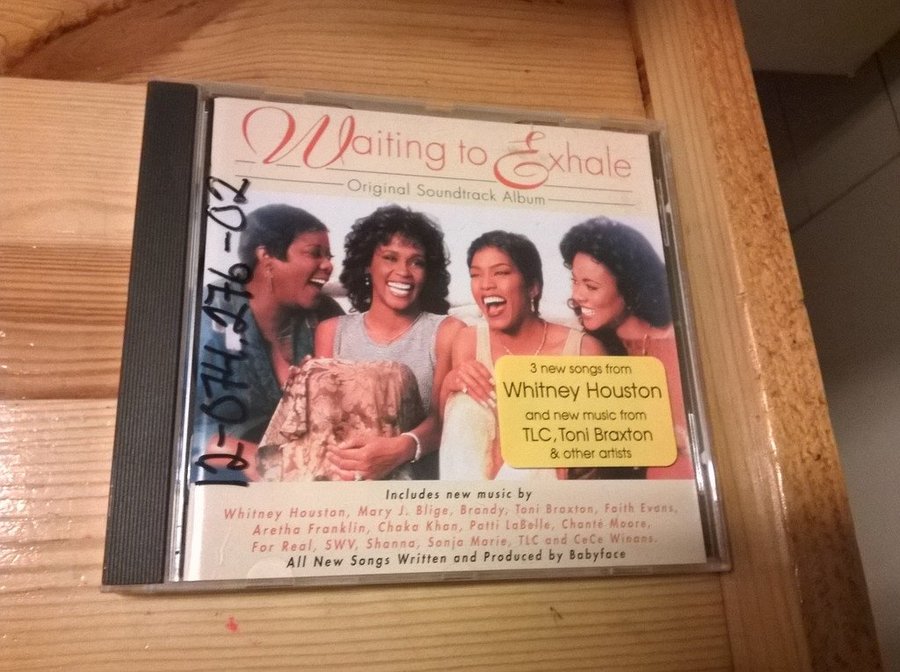 Waiting to Exhale
Original Soundtrack Album
12-074.276-02
3 new songs from
Whitney Houston
and new music from
TLC, Toni Braxton
& other artists
Includes new music by
Whitney Houston, Mary J. Blige, Brandy, Toni Braxton, Faith Evans,
Aretha Franklin, Chaka Khan, Patti LaBelle, Chanté Moore,
For Real, SWV, Shanna, Sonja Marie, TLC and CeCe Winans.
All New Songs Written and Produced by Babyface